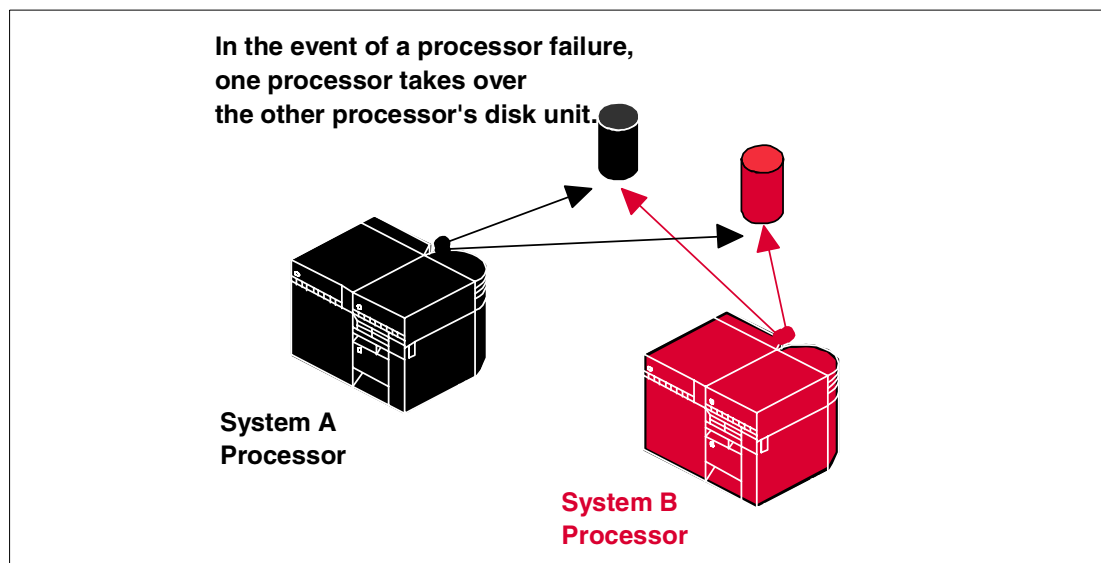 In the event of a processor failure,
one processor takes over
the other processor's disk unit.
System A
Processor
System B
Processor